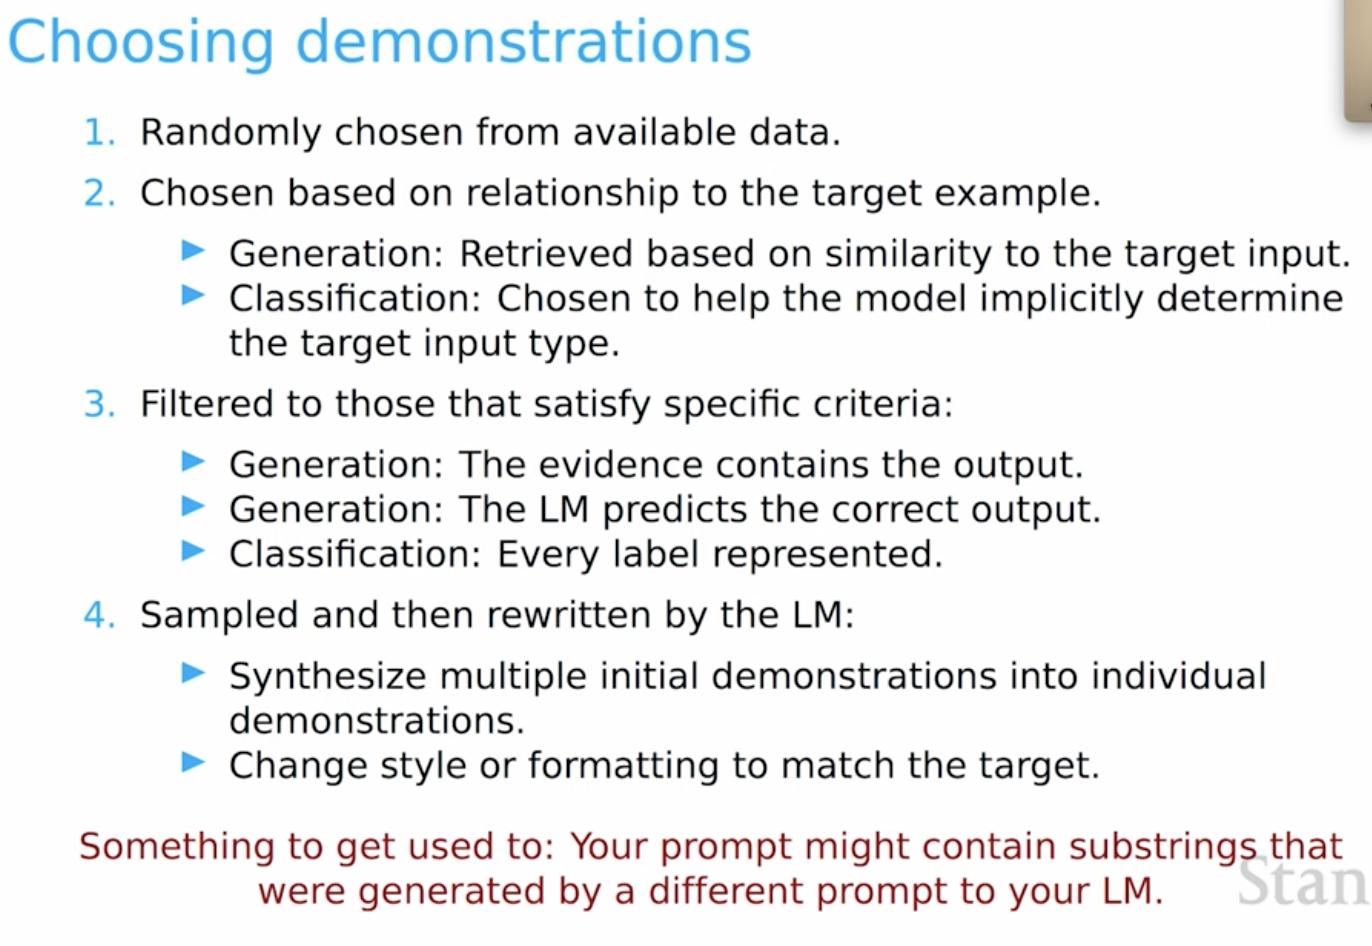 Choosing demonstrations
1. Randomly chosen from available data.
2. Chosen based on relationship to the target example.
▶ Generation: Retrieved based on similarity to the target input.
▶ Classification: Chosen to help the model implicitly determine
the target input type.
3. Filtered to those that satisfy specific criteria:
▶ Generation: The evidence contains the output.
▶ Generation: The LM predicts the correct output.
▶ Classification: Every label represented.
4. Sampled and then rewritten by the LM:
▶ Synthesize multiple initial demonstrations into individual
demonstrations.
▶ Change style or formatting to match the target.
Something to get used to: Your prompt might contain substrings that
were generated by a different prompt to your LM.
Stan